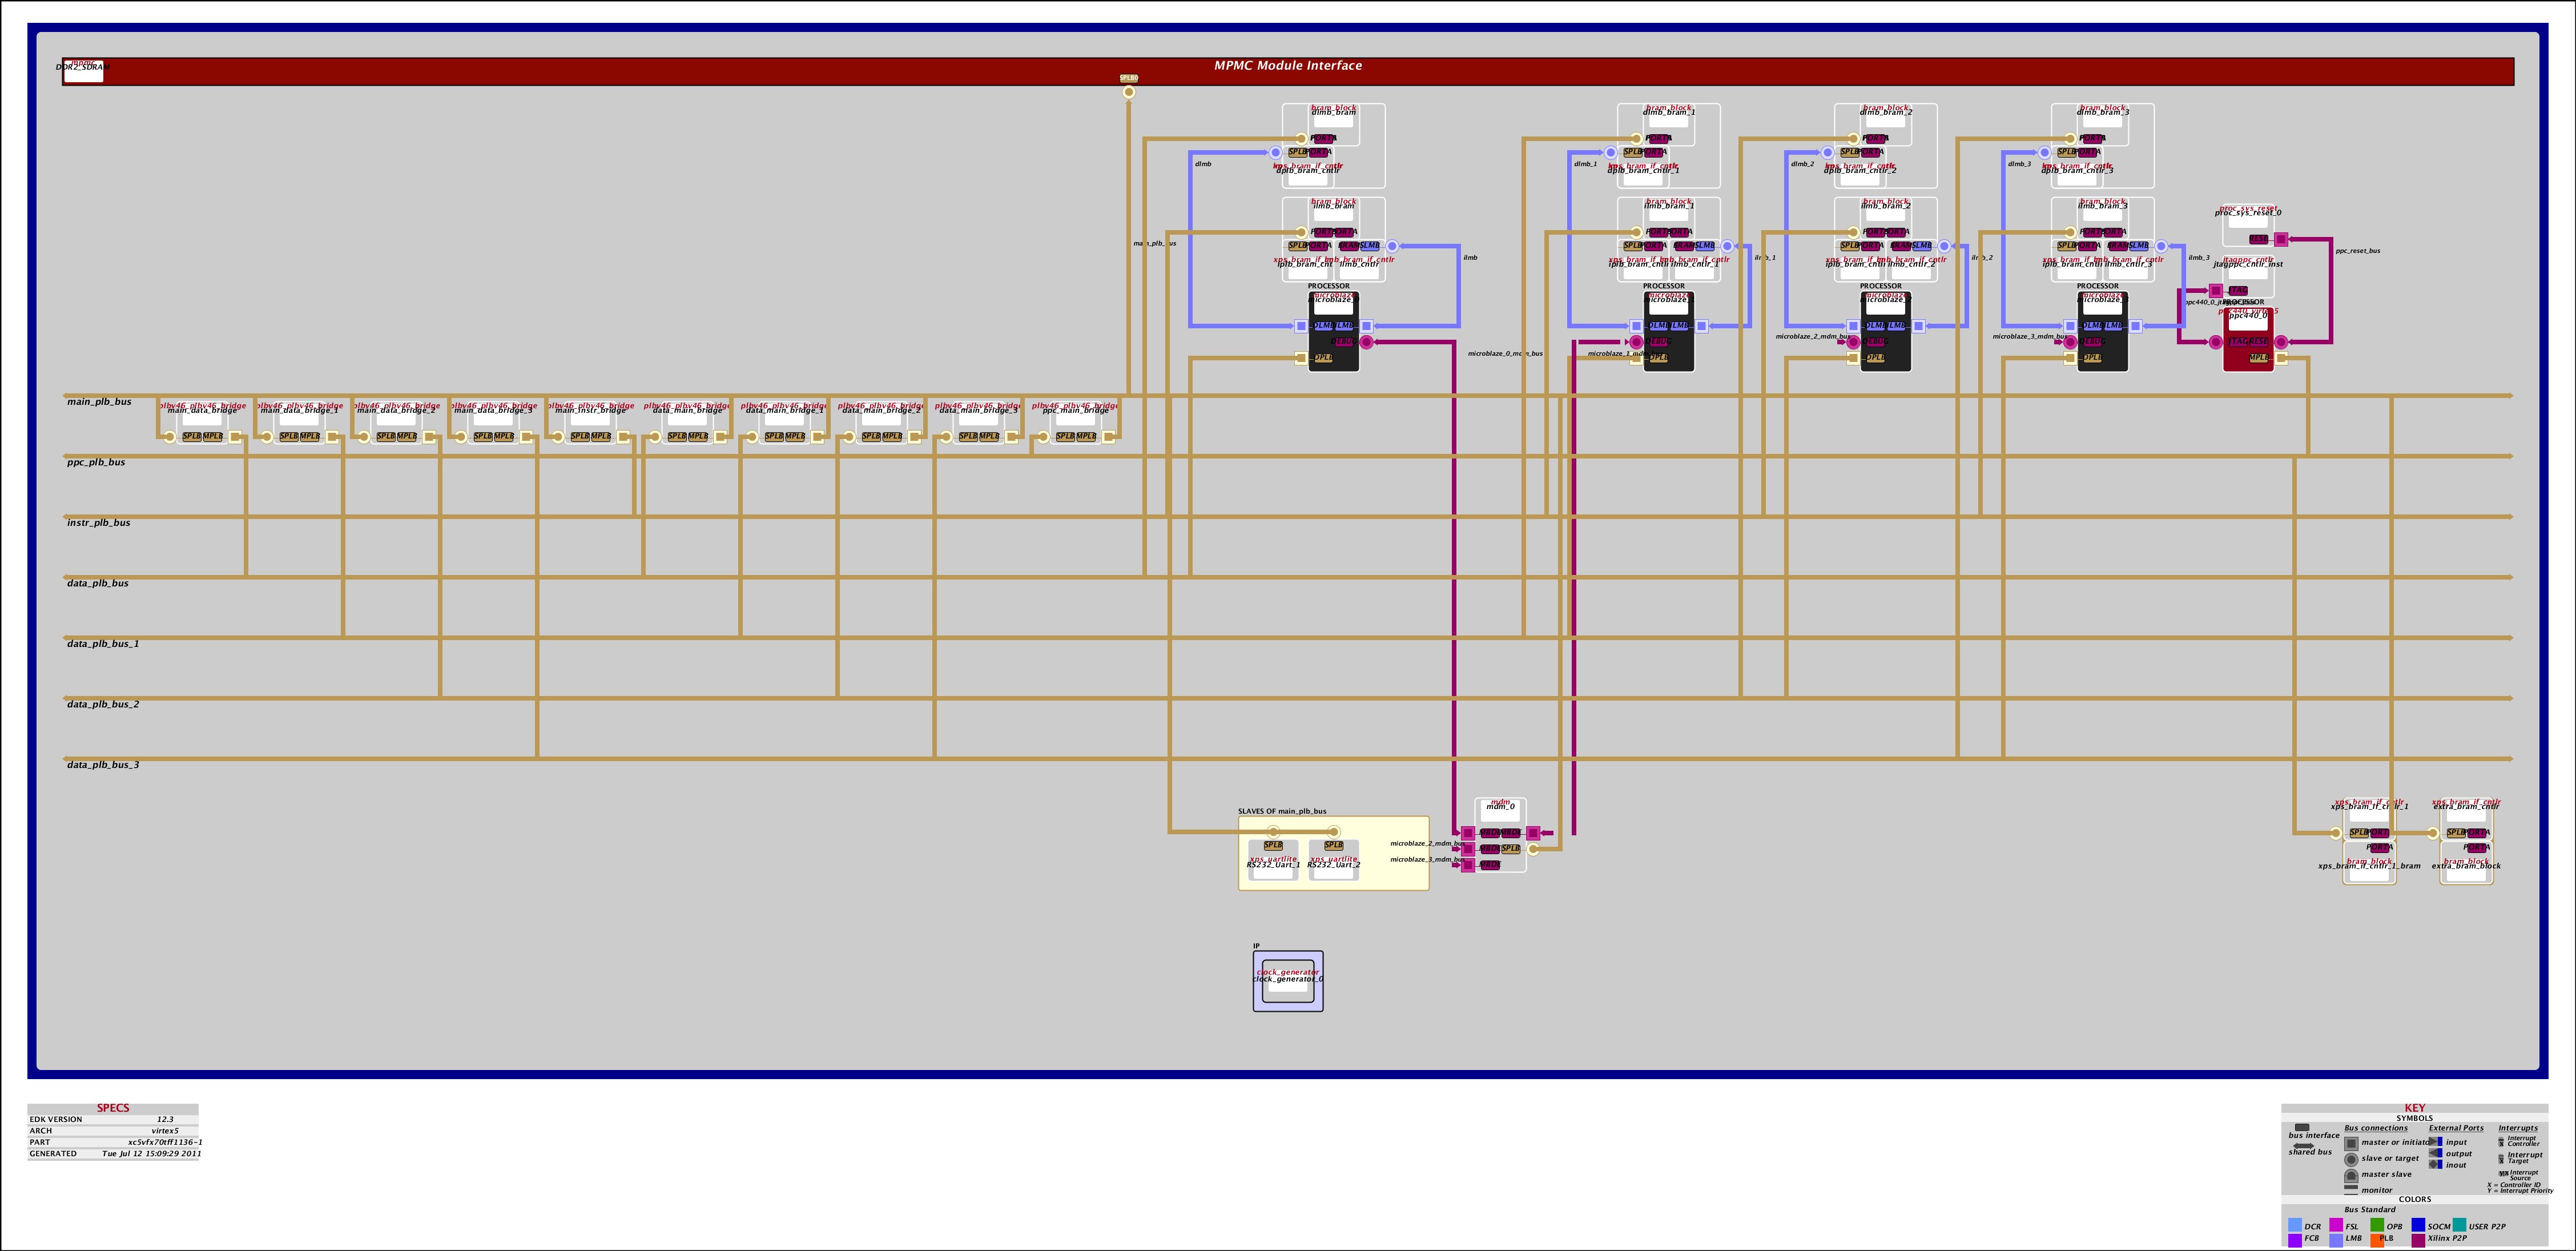 mpmc
DDR2_SDRAM
MPMC Module Interface
SPLB0
bram_block
dlmb_bram
PORTA
SPLB PORTA
xps_bram_if_cntlr
dplb_bram_cntlr
dlmb
bram_block
dlmb_bram_1
PORTA
SPLB PORTA
xps_bram_if_cntlr
dplb_bram_cntlr_1
dlmb_1
bram_block
dlmb_bram_2
PORTA
SPLB PORTA
xps_bram_if_cntlr
dplb_bram_cntlr_2
dlmb_2
bram_block
dlmb_bram_3
PORTA
SPLB PORTA
xps_bram_if_cntlr
dplb_bram_cntlr_3
dlmb_3
main_plb_bus
bram_block
ilmb_bram
PORTA PORTA
SPLB PORTA BRAM SLMB
xps_bram_if_cntlr lmb_bram_if_cntlr
iplb_bram_cntlr ilmb_cntlr
ilmb
bram_block
ilmb_bram_1
PORTA PORTA
SPLB PORTA BRAM SLMB
xps_bram_if_cntlr lmb_bram_if_cntlr
iplb_bram_cntlr_1 ilmb_cntlr_1
ilmb_1
bram_block
ilmb_bram_2
PORTA PORTA
SPLB PORTA BRAM SLMB
xps_bram_if_cntlr lmb_bram_if_cntlr
iplb_bram_cntlr_2 ilmb_cntlr_2
ilmb_2
bram_block
ilmb_bram_3
PORTA PORTA
SPLB PORTA BRAM SLMB
xps_bram_if_cntlr lmb_bram_if_cntlr
iplb_bram_cntlr_3 ilmb_cntlr_3
ilmb_3
proc_sys_reset
proc_sys_reset_0
RESE
ppc_reset_bus
jtagppc_cntlr
jtagppc_cntlr_inst
JTAG
PROCESSOR
microblaze
microblaze_0
DLMB ILMB
DEBUG
DPLB
microblaze_0_mdm_bus
PROCESSOR
microblaze
microblaze_1
DLMB ILMB
DEBUG
DPLB
microblaze_1_mdm_bus
PROCESSOR
microblaze
microblaze_2
DLMB ILMB
DEBUG
DPLB
microblaze_2_mdm_bus
PROCESSOR
microblaze
microblaze_3
DLMB ILMB
DEBUG
DPLB
microblaze_3_mdm_bus
PROCESSOR
ppc440_virtex5
ppc440_0
JTAG RESE
MPLB
main_plb_bus
plbv46_plbv46_bridge
main_data_bridge
SPLB MPLB
plbv46_plbv46_bridge
main_data_bridge_1
SPLB MPLB
plbv46_plbv46_bridge
main_data_bridge_2
SPLB MPLB
plbv46_plbv46_bridge
main_data_bridge_3
SPLB MPLB
plbv46_plbv46_bridge
main_instr_bridge
SPLB MPLB
plbv46_plbv46_bridge
data_main_bridge
SPLB MPLB
plbv46_plbv46_bridge
data_main_bridge_1
SPLB MPLB
plbv46_plbv46_bridge
data_main_bridge_2
SPLB MPLB
plbv46_plbv46_bridge
data_main_bridge_3
SPLB MPLB
plbv46_plbv46_bridge
ppc_main_bridge
SPLB MPLB
ppc_plb_bus
instr_plb_bus
data_plb_bus
data_plb_bus_1
data_plb_bus_2
data_plb_bus_3
SLAVES OF main_plb_bus
SPLB
xps_uartlite
RS232_Uart_1
SPLB
xps_uartlite
RS232_Uart_2
mdm
mdm_0
microblaze_2_mdm_bus
microblaze_3_mdm_bus
SPLB
xps_bram_if_cntlr
xps_bram_if_cntlr_1
SPLB PORTA
PORTA
bram_block
xps_bram_if_cntlr_1_bram
xps_bram_if_cntlr
extra_bram_cntlr
SPLB PORTA
PORTA
bram_block
extra_bram_block
IP
clock_generator
clock_generator_0
SPECS
EDK VERSION 12.3
ARCH virtex5
PART xc5vfx70tff1136-1
GENERATED Tue Jul 12 15:09:29 2011
KEY
SYMBOLS
bus interface
shared bus
Bus connections
master or initiator
slave or target
master slave
monitor
External Ports
input
output
inout
Interrupts
Interrupt Controller
Interrupt Target
Interrupt Source
X = Controller ID
Y = Interrupt Priority
COLORS
Bus Standard
DCR FSL OPB SOCM USER P2P
FCB LMB PLB Xilinx P2P